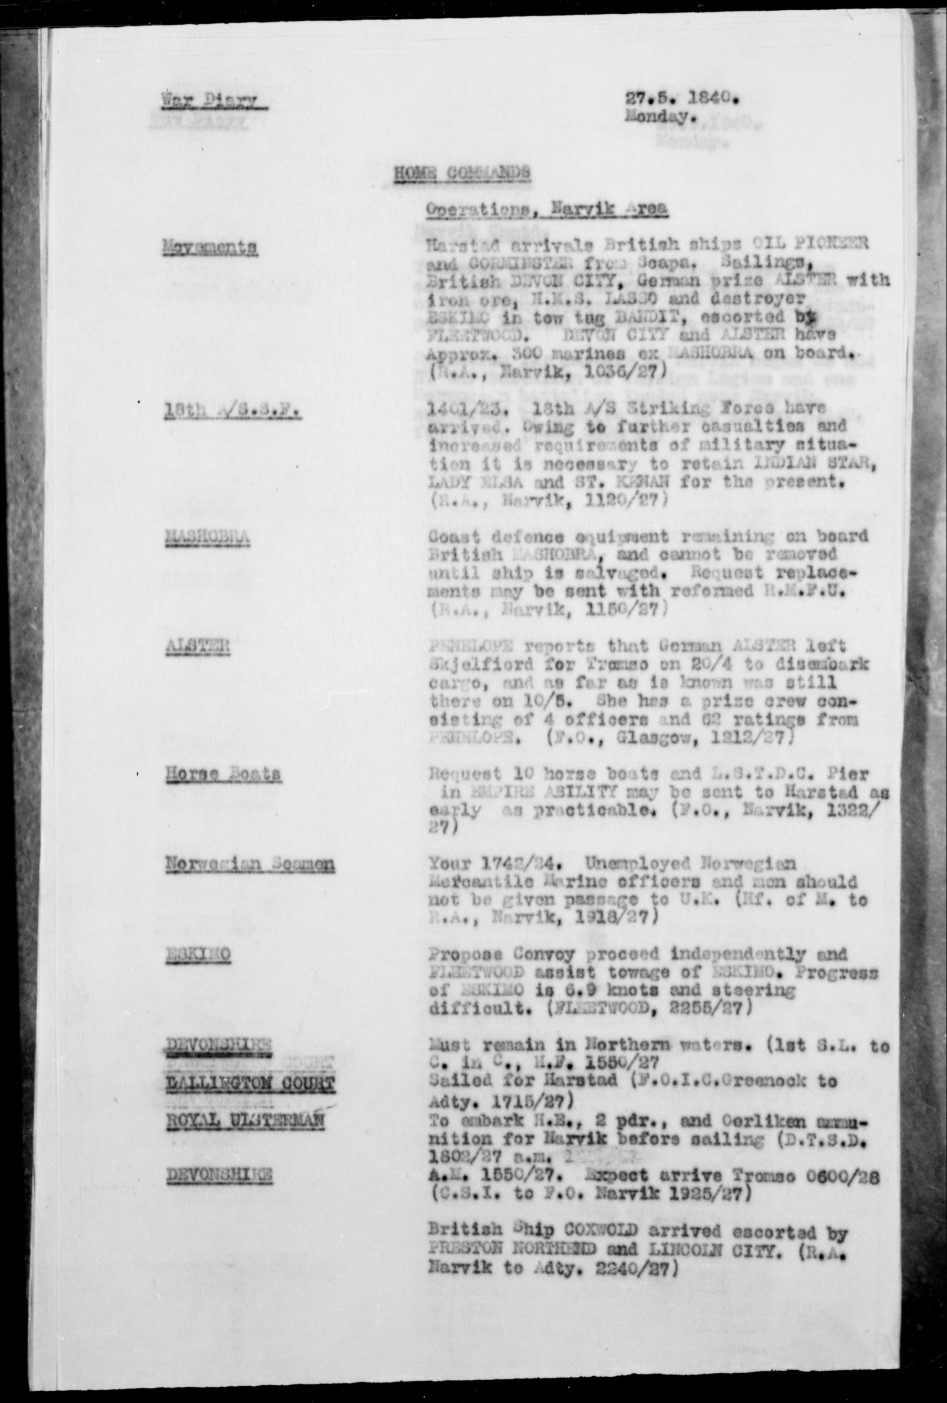 War Diary
27.5. 1840.
Monday.
HOME COMMANDS
Operations, Narvik Area
Movements
Harstad arrivals British ships OIL PIONEER
and CORMINSTER from Scapa. Sailings,
British DEVON CITY, German prize ALSTER with
iron ore, H.M.S. LASSO and destroyer
ESKIMO in tow tug BANDIT, escorted by
FLEETWOOD. DEVON CITY and ALSTER have
Approx. 300 marines ex MASHOBRA on board.
(R.A., Narvik, 1036/27)
18th A/S.S.F.
1401/23. 18th A/S Striking Force have
arrived. Owing to further casualties and
increased requirements of military situa-
tion it is necessary to retain INDIAN STAR,
LADY ELSA and ST. KENAN for the present.
(R.A., Narvik, 1120/27)
MASHOBRA
Coast defence equipment remaining on board
British MASHOBRA, and cannot be removed
until ship is salvaged. Request replace-
ments may be sent with reformed R.M.F.U.
(R.A., Narvik, 1150/27)
ALSTER
PENELOPE reports that German ALSTER left
Skjelfiord for Tromso on 20/4 to disembark
cargo, and as far as is known was still
there on 10/5. She has a prize crew con-
sisting of 4 officers and 62 ratings from
PENELOPE. (F.O., Glasgow, 1212/27)
Horse Boats
Request 10 horse boats and L.S.T.D.C. Pier
in EMPIRE ABILITY may be sent to Harstad as
early as practicable. (F.O., Narvik, 1322/
27)
Norwegian Seamen
Your 1742/24. Unemployed Norwegian
Mercantile Marine officers and men should
not be given passage to U.K. (Hf. of M. to
R.A., Narvik, 1918/27)
ESKIMO
Propose Convoy proceed independently and
FLEETWOOD assist towage of ESKIMO. Progress
of ESKIMO is 6.9 knots and steering
difficult. (FLEETWOOD, 2255/27)
DEVONSHIRE
Must remain in Northern waters. (1st S.L. to
C. in C., H.F. 1550/27
DALLINGTON COURT
Sailed for Harstad (F.O.I.C.Greenock to
Adty. 1715/27)
ROYAL ULSTERMAN
To embark H.E., 2 pdr., and Oerliken ammu-
nition for Narvik before sailing (D.T.S.D.
1802/27 a.m.
DEVONSHIRE
A.M. 1550/27. Expect arrive Tromso 0600/28
(C.S.I. to F.O. Narvik 1925/27)
British Ship COXWOLD arrived escorted by
PRESTON NORTHEND and LINCOLN CITY. (R.A.
Narvik to Adty. 2240/27)